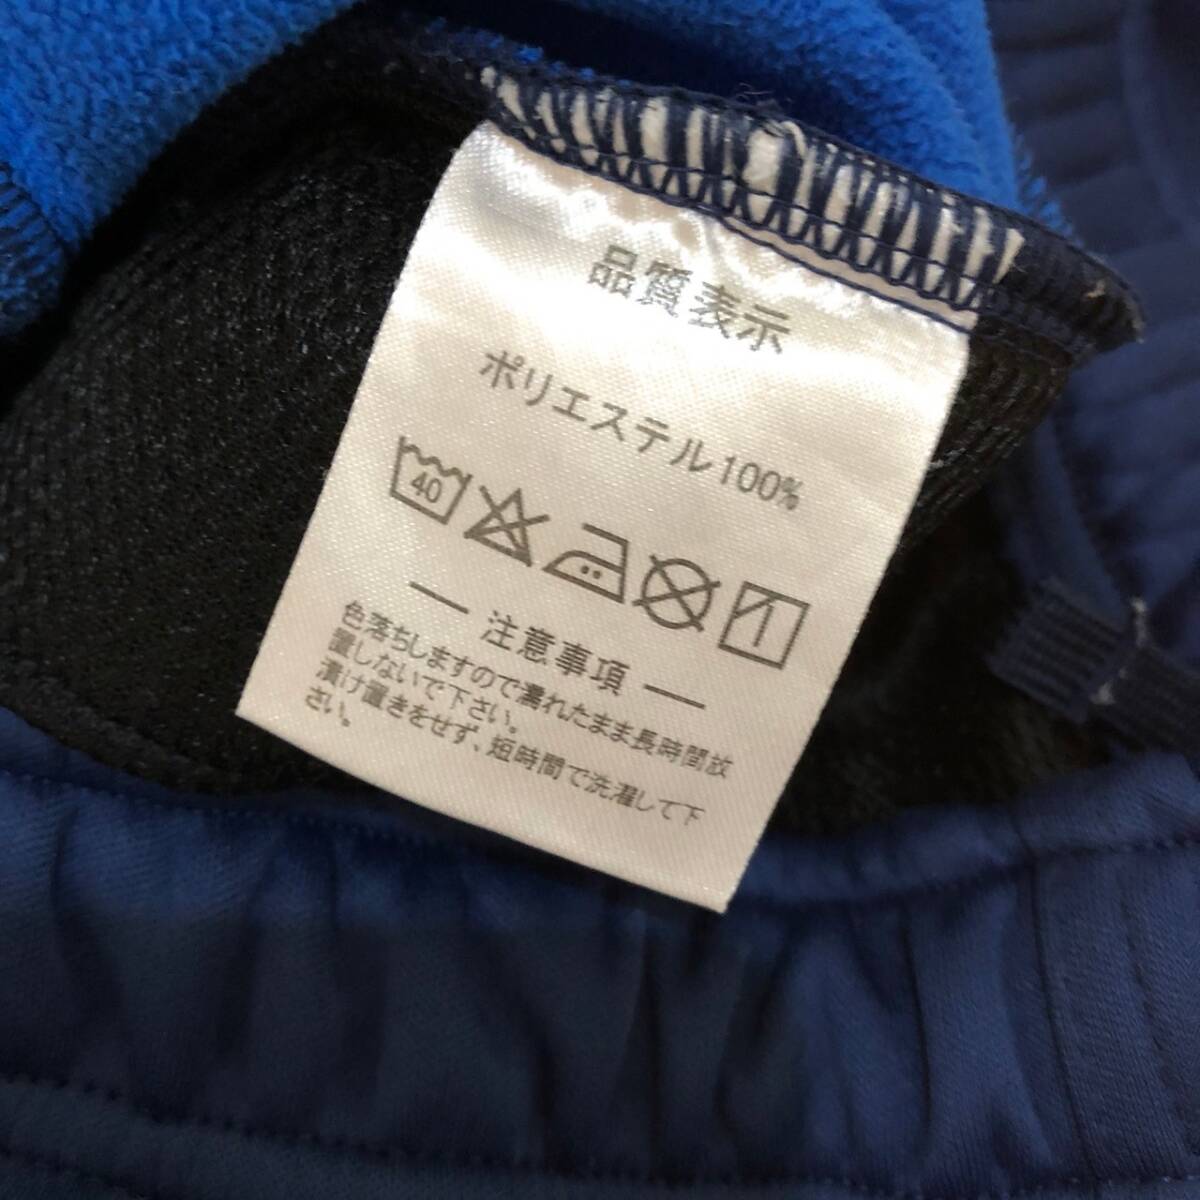 品質表示
ポリエステル100%
40
注意事項
色落ちしますので濡れたまま長時間放
置しないで下さい。
漬け置きをせず、短時間で洗濯して下
さい。